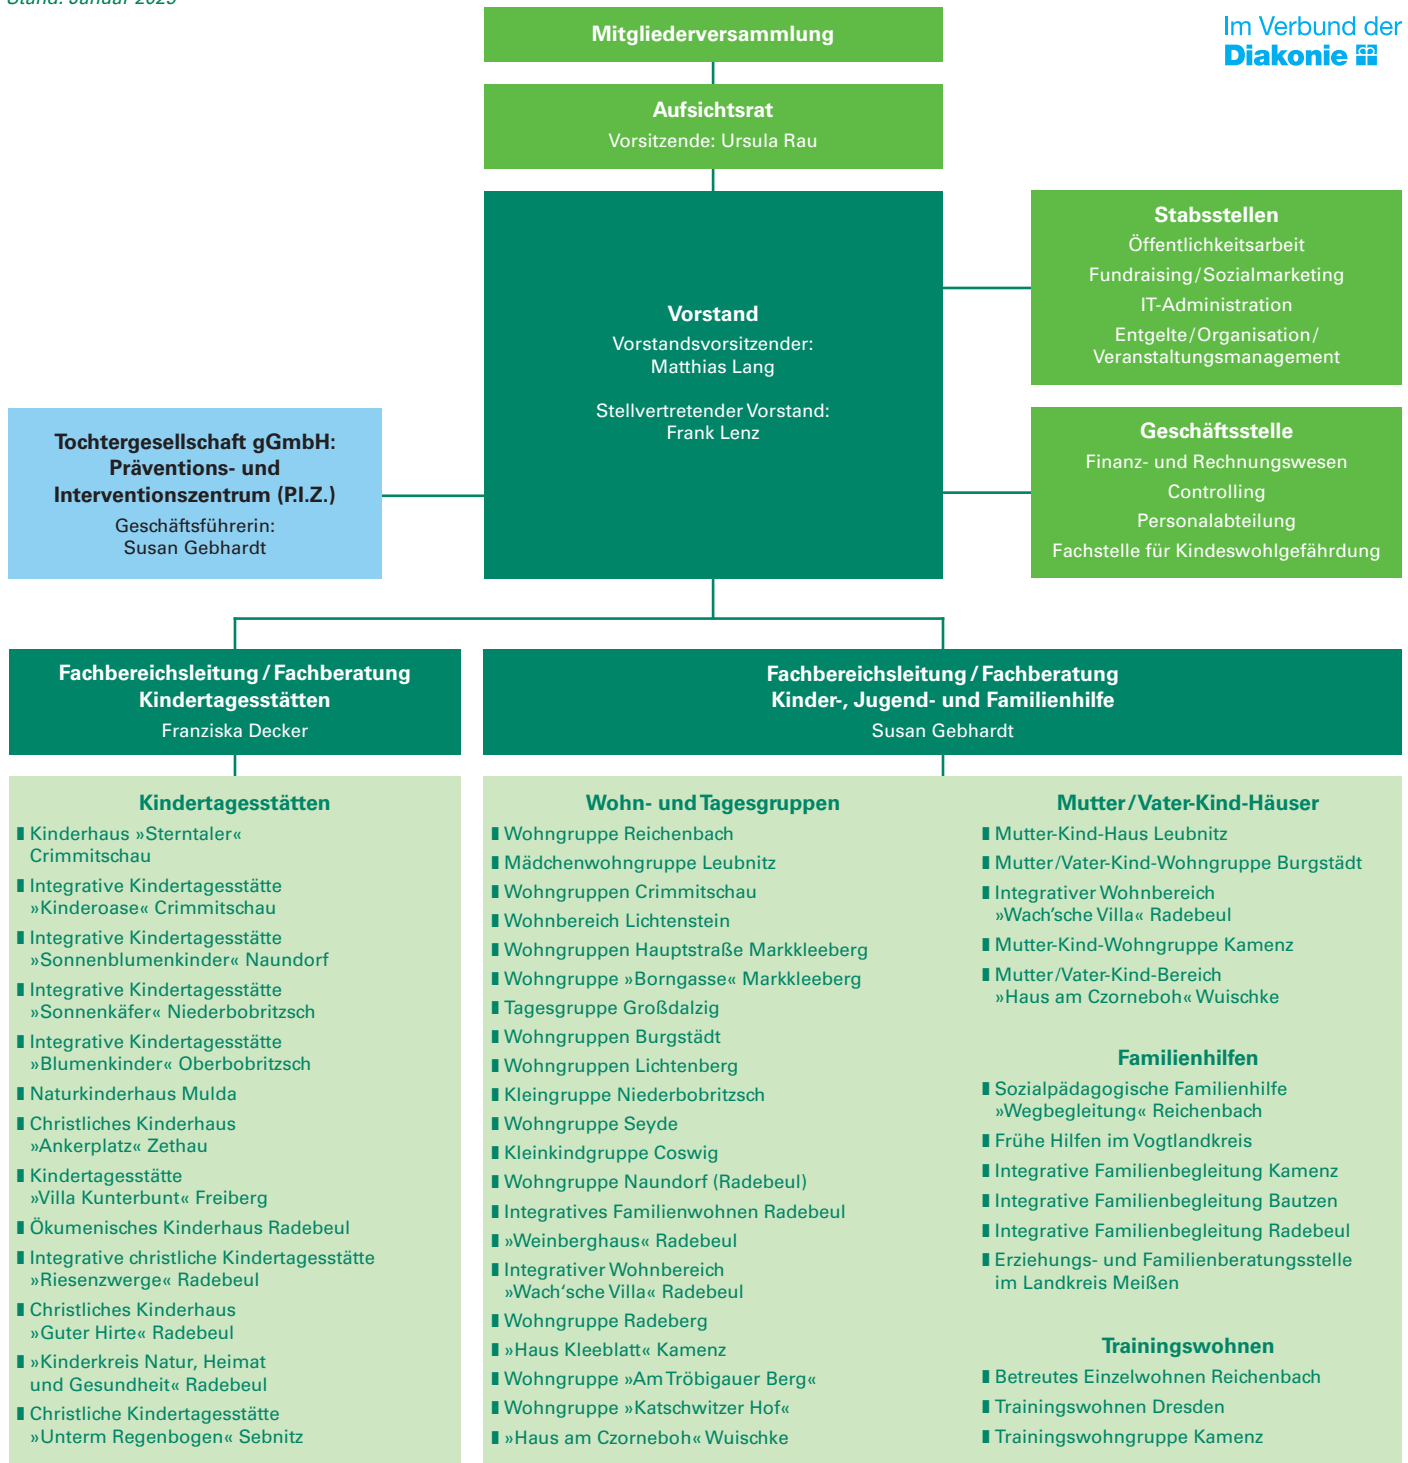 Stand: Januar 2025
Im Verbund der
Diakonie
Mitgliederversammlung
Aufsichtsrat
Vorsitzende: Ursula Rau
Vorstand
Vorstandsvorsitzender:
Matthias Lang
Stellvertretender Vorstand:
Frank Lenz
Stabsstellen
Öffentlichkeitsarbeit
Fundraising/Sozialmarketing
IT-Administration
Entgelte/Organisation/
Veranstaltungsmanagement
Tochtergesellschaft gGmbH:
Präventions- und
Interventionszentrum (P.I.Z.)
Geschäftsführerin:
Susan Gebhardt
Geschäftsstelle
Finanz- und Rechnungswesen
Controlling
Personalabteilung
Fachstelle für Kindeswohlgefährdung
Fachbereichsleitung/Fachberatung
Kindertagesstätten
Franziska Decker
Fachbereichsleitung/Fachberatung
Kinder-, Jugend- und Familienhilfe
Susan Gebhardt
Kindertagesstätten
Kinderhaus »Sterntaler«
Crimmitschau
Integrative Kindertagesstätte
»Kinderoase« Crimmitschau
Integrative Kindertagesstätte
»Sonnenblumenkinder« Naundorf
Integrative Kindertagesstätte
»Sonnenkäfer« Niederbobritzsch
Integrative Kindertagesstätte
»Blumenkinder« Oberbobritzsch
Naturkinderhaus Mulda
Christliches Kinderhaus
»Ankerplatz« Zethau
Kindertagesstätte
»Villa Kunterbunt« Freiberg
Ökumenisches Kinderhaus Radebeul
Integrative christliche Kindertagesstätte
»Riesenzwerge« Radebeul
Christliches Kinderhaus
»Guter Hirte« Radebeul
»Kinderkreis Natur, Heimat
und Gesundheit« Radebeul
Christliche Kindertagesstätte
»Unterm Regenbogen« Sebnitz
Wohn- und Tagesgruppen
Wohngruppe Reichenbach
Mädchenwohngruppe Leubnitz
Wohngruppen Crimmitschau
Wohnbereich Lichtenstein
Wohngruppen Hauptstraße Markkleeberg
Wohngruppe »Borngasse« Markkleeberg
Tagesgruppe Großdalzig
Wohngruppen Burgstädt
Wohngruppen Lichtenberg
Kleingruppe Niederbobritzsch
Wohngruppe Seyde
Kleinkindgruppe Coswig
Wohngruppe Naundorf (Radebeul)
Integratives Familienwohnen Radebeul
»Weinberghaus« Radebeul
Integrativer Wohnbereich
»Wach‘sche Villa« Radebeul
Wohngruppe Radeberg
»Haus Kleeblatt« Kamenz
Wohngruppe »Am Tröbigauer Berg«
Wohngruppe »Katschwitzer Hof«
»Haus am Czorneboh« Wuischke
Mutter/Vater-Kind-Häuser
Mutter-Kind-Haus Leubnitz
Mutter/Vater-Kind-Wohngruppe Burgstädt
Integrativer Wohnbereich
»Wach’sche Villa« Radebeul
Mutter-Kind-Wohngruppe Kamenz
Mutter/Vater-Kind-Bereich
»Haus am Czorneboh« Wuischke
Familienhilfen
Sozialpädagogische Familienhilfe
»Wegbegleitung« Reichenbach
Frühe Hilfen im Vogtlandkreis
Integrative Familienbegleitung Kamenz
Integrative Familienbegleitung Bautzen
Integrative Familienbegleitung Radebeul
Erziehungs- und Familienberatungsstelle
im Landkreis Meißen
Trainingswohnen
Betreutes Einzelwohnen Reichenbach
Trainingswohnen Dresden
Trainingswohngruppe Kamenz